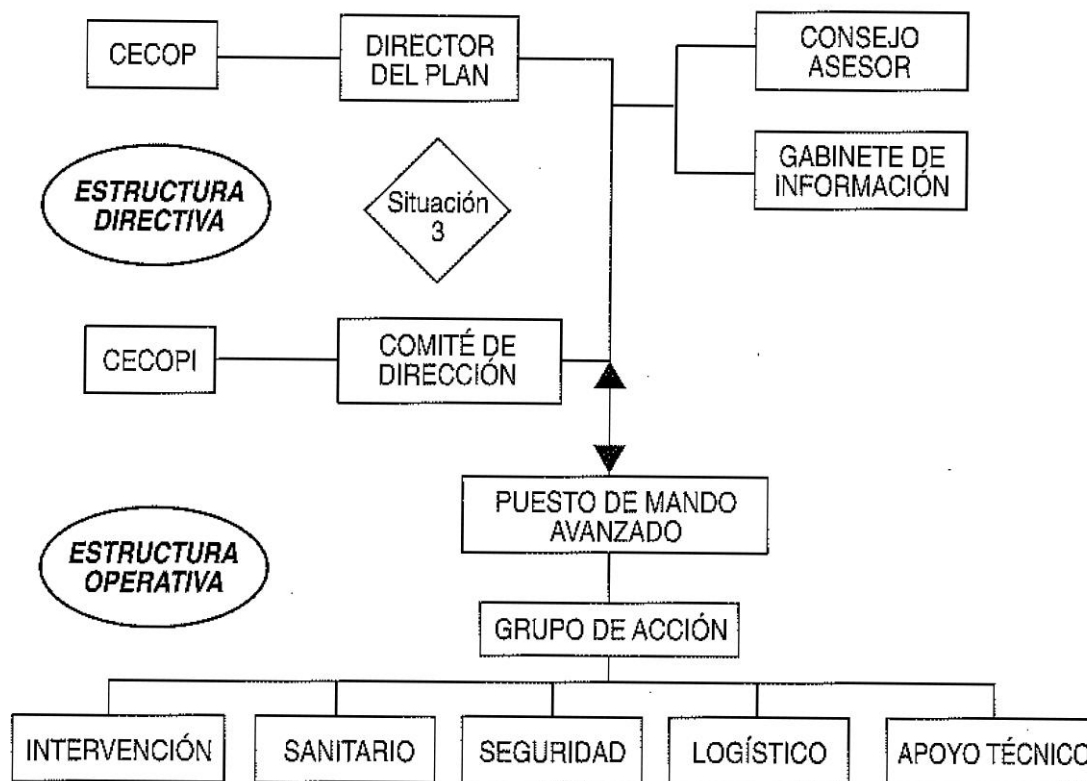 CECOP
DIRECTOR
DEL PLAN
CONSEJO
ASESOR
GABINETE DE
INFORMACIÓN
ESTRUCTURA
DIRECTIVA
Situación
3
CECOPI
COMITÉ DE
DIRECCIÓN
PUESTO DE MANDO
AVANZADO
ESTRUCTURA
OPERATIVA
GRUPO DE ACCIÓN
INTERVENCIÓN
SANITARIO
SEGURIDAD
LOGÍSTICO
APOYO TÉCNICO